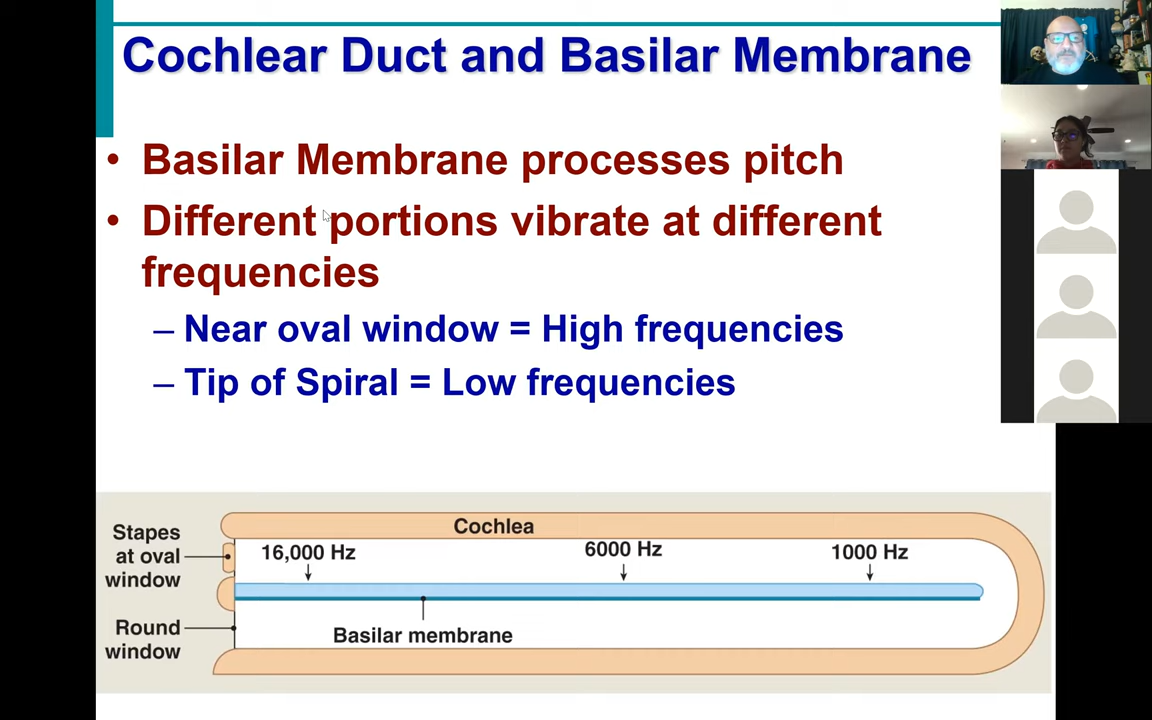 Cochlear Duct and Basilar Membrane
• Basilar Membrane processes pitch
• Different portions vibrate at different
frequencies
– Near oval window = High frequencies
– Tip of Spiral = Low frequencies
Cochlea
Stapes
at oval
window
16,000 Hz
6000 Hz
1000 Hz
Round
window
Basilar membrane